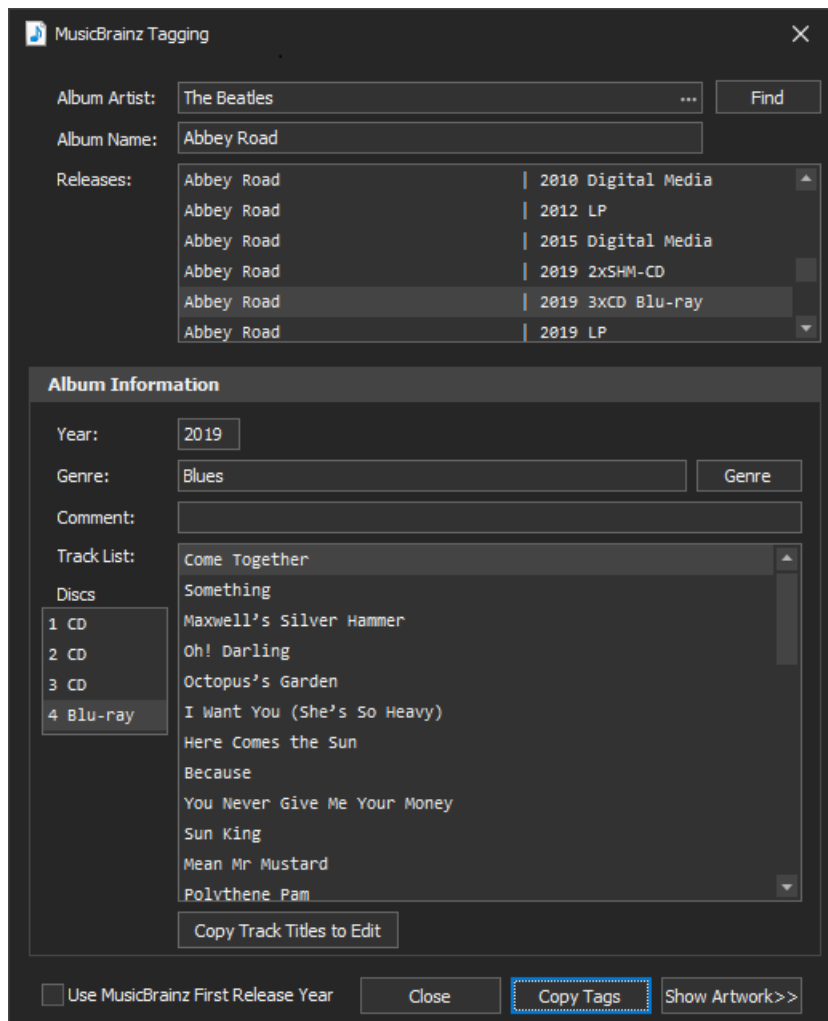 MusicBrainz Tagging
Album Artist: The Beatles ... Find
Album Name: Abbey Road
Releases:
Abbey Road | 2010 Digital Media
Abbey Road | 2012 LP
Abbey Road | 2015 Digital Media
Abbey Road | 2019 2xSHM-CD
Abbey Road | 2019 3xCD Blu-ray
Abbey Road | 2019 LP
Album Information
Year: 2019
Genre: Blues Genre
Comment:
Track List:
Come Together
Something
Maxwell’s Silver Hammer
Oh! Darling
Octopus’s Garden
I Want You (She’s So Heavy)
Here Comes the Sun
Because
You Never Give Me Your Money
Sun King
Mean Mr Mustard
Polythene Pam
Discs
1 CD
2 CD
3 CD
4 Blu-ray
Copy Track Titles to Edit
Use MusicBrainz First Release Year
Close
Copy Tags
Show Artwork>>